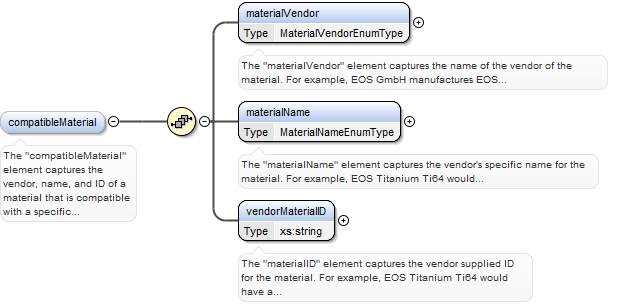 materialVendor
Type MaterialVendorEnumType
The "materialVendor" element captures the name of the vendor of the
material. For example, EOS GmbH manufactures EOS...
compatibleMaterial
The "compatibleMaterial"
element captures the
vendor, name, and ID of a
material that is compatible
with a specific...
materialName
Type MaterialNameEnumType
The "materialName" element captures the vendor's specific name for the
material. For example, EOS Titanium Ti64 would...
vendorMaterialID
Type xs:string
The "materialID" element captures the vendor supplied ID
for the material. For example, EOS Titanium Ti64 would
have a...